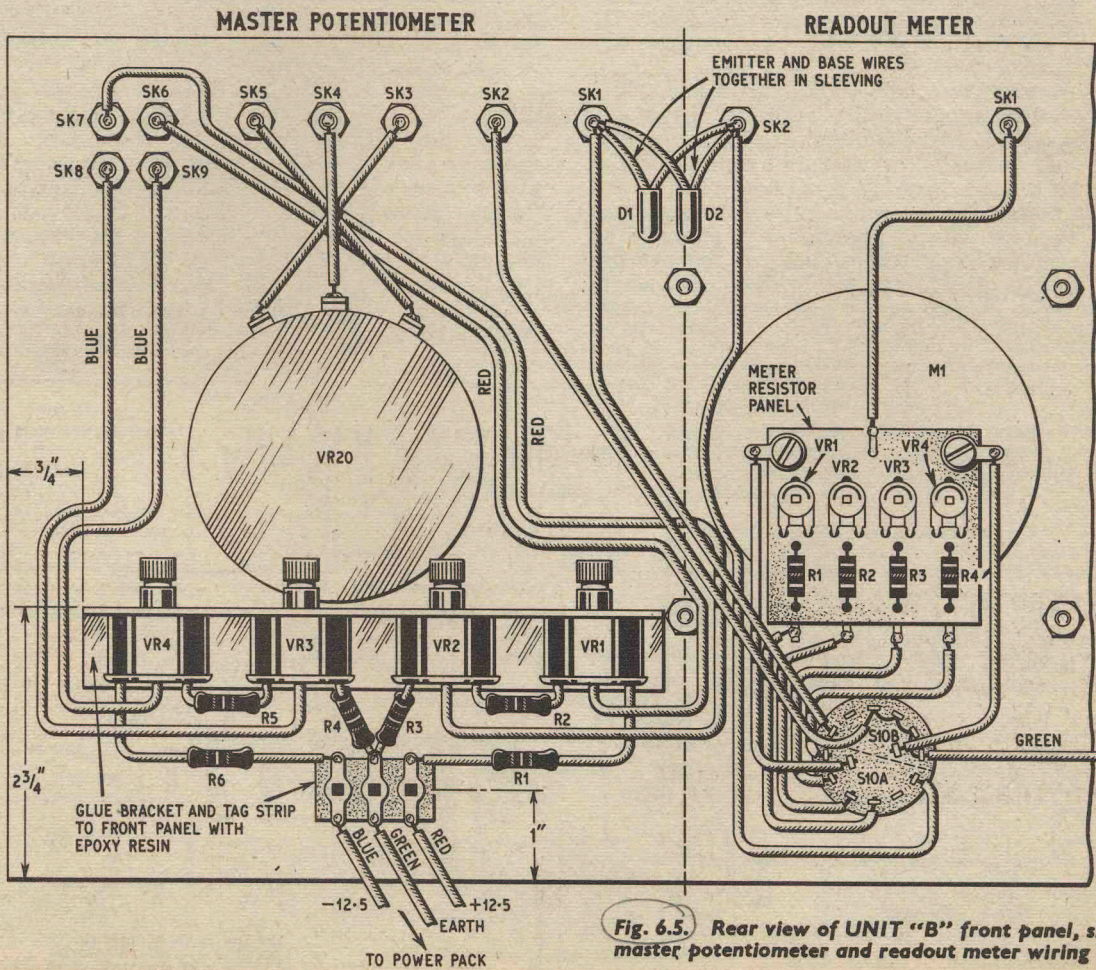 MASTER POTENTIOMETER
READOUT METER
EMITTER AND BASE WIRES
TOGETHER IN SLEEVING
SK7
SK6
SK5
SK4
SK3
SK2
SK1
SK2
SK1
SK8
SK9
D1
D2
BLUE
BLUE
RED
RED
VR20
METER
RESISTOR
PANEL
M1
VR1
VR2
VR3
VR4
R1
R2
R3
R4
3/4"
VR4
VR3
VR2
VR1
R5
R4
R3
R2
R6
R1
S10B
S10A
GREEN
2 3/4"
GLUE BRACKET AND TAG STRIP
TO FRONT PANEL WITH
EPOXY RESIN
1"
BLUE
GREEN
RED
-12·5
EARTH
+12·5
TO POWER PACK
Fig. 6.5. Rear view of UNIT "B" front panel,
master potentiometer and readout meter wiring